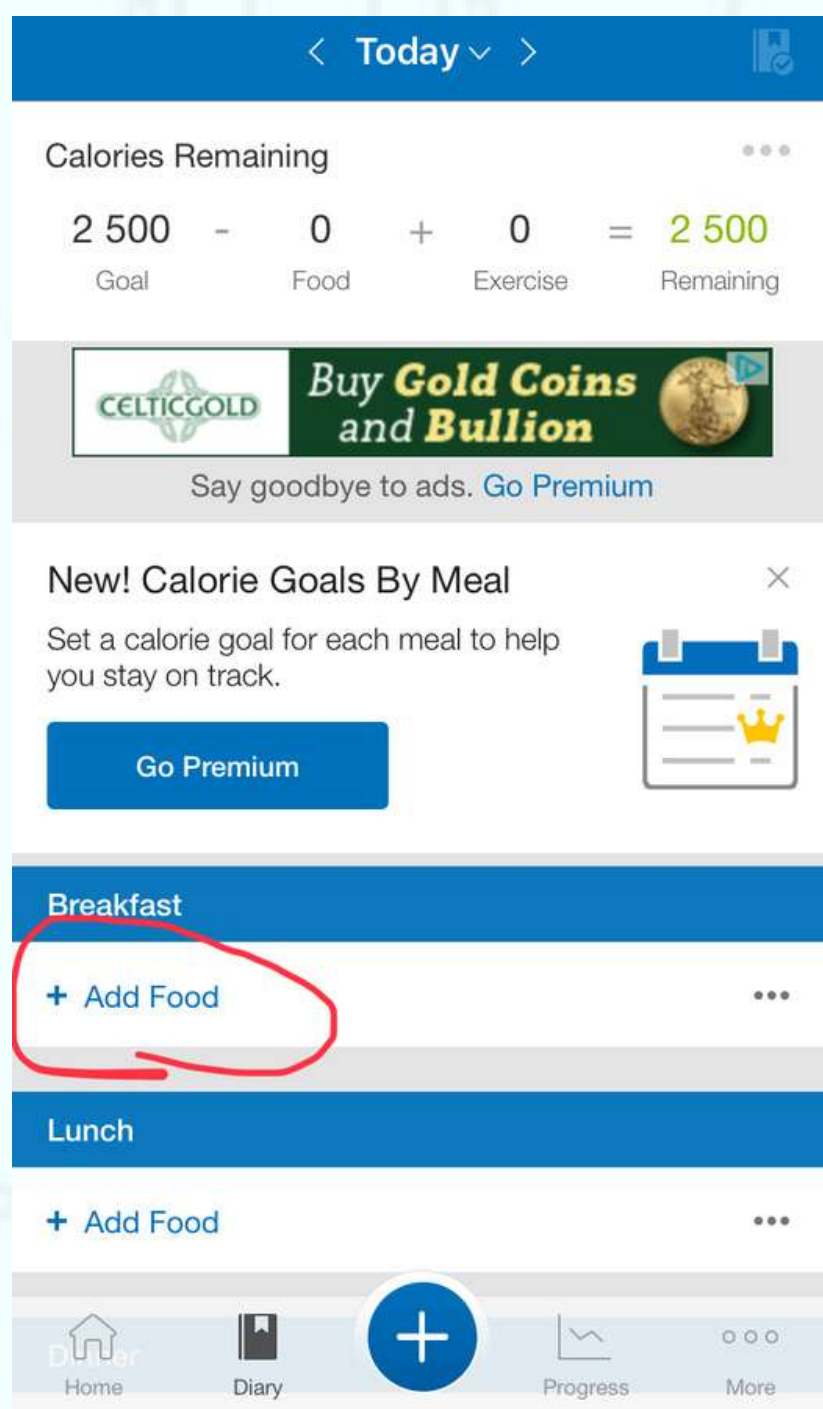 Today
Calories Remaining
2 500 - 0 + 0 = 2 500
Goal Food Exercise Remaining
CELTICGOLD
Buy Gold Coins
and Bullion
Say goodbye to ads. Go Premium
New! Calorie Goals By Meal
Set a calorie goal for each meal to help
you stay on track.
Go Premium
Breakfast
+ Add Food
Lunch
+ Add Food
Dinner
Home Diary Progress More